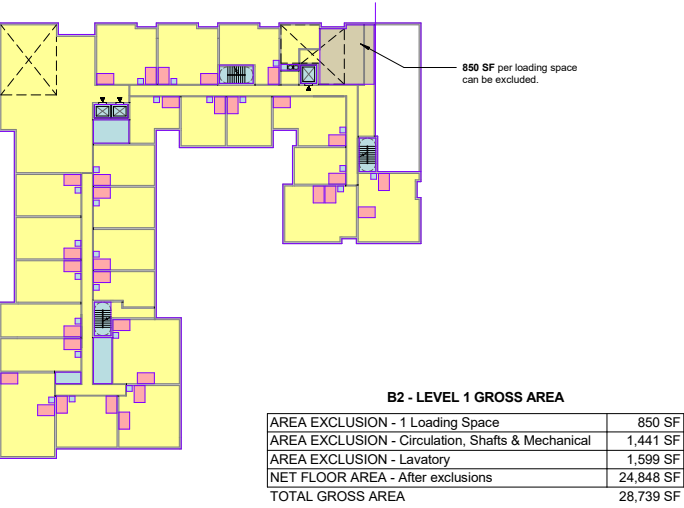 850 SF per loading space
can be excluded.
B2 - LEVEL 1 GROSS AREA
AREA EXCLUSION - 1 Loading Space 850 SF
AREA EXCLUSION - Circulation, Shafts & Mechanical 1,441 SF
AREA EXCLUSION - Lavatory 1,599 SF
NET FLOOR AREA - After exclusions 24,848 SF
TOTAL GROSS AREA 28,739 SF